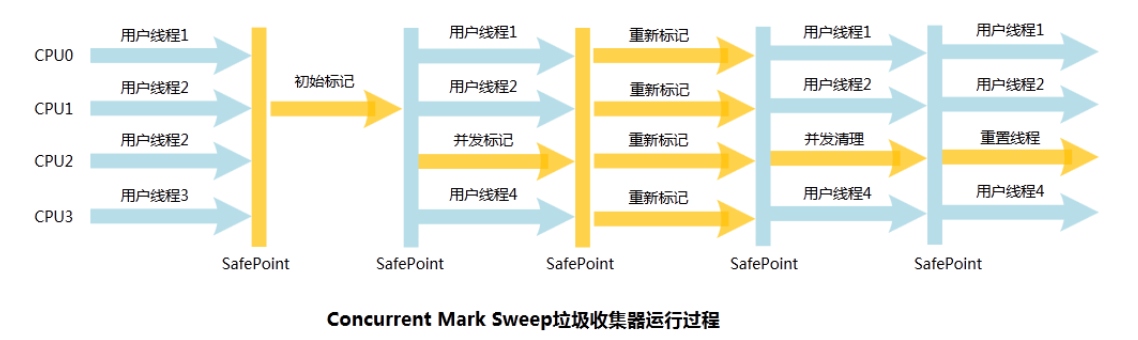 用户线程1 用户线程1 重新标记 用户线程1 用户线程1
CPU0
用户线程2 初始标记 用户线程2 重新标记 用户线程2 用户线程2
CPU1
用户线程2 并发标记 重新标记 并发清理 重置线程
CPU2
用户线程3 用户线程4 重新标记 用户线程4 用户线程4
CPU3
SafePoint SafePoint SafePoint SafePoint SafePoint
Concurrent Mark Sweep垃圾收集器运行过程